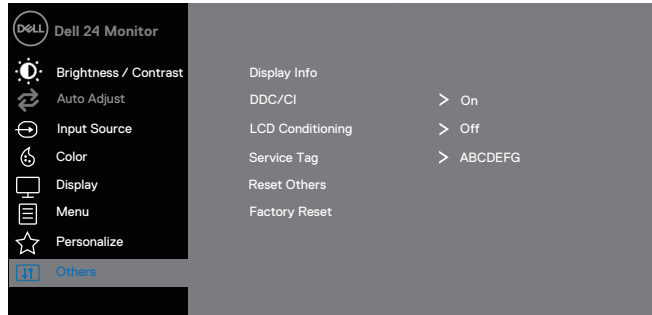 DELL Dell 24 Monitor
Brightness / Contrast Display Info
Auto Adjust DDC/CI > On
Input Source LCD Conditioning > Off
Color Service Tag > ABCDEFG
Display Reset Others
Menu Factory Reset
Personalize
Others